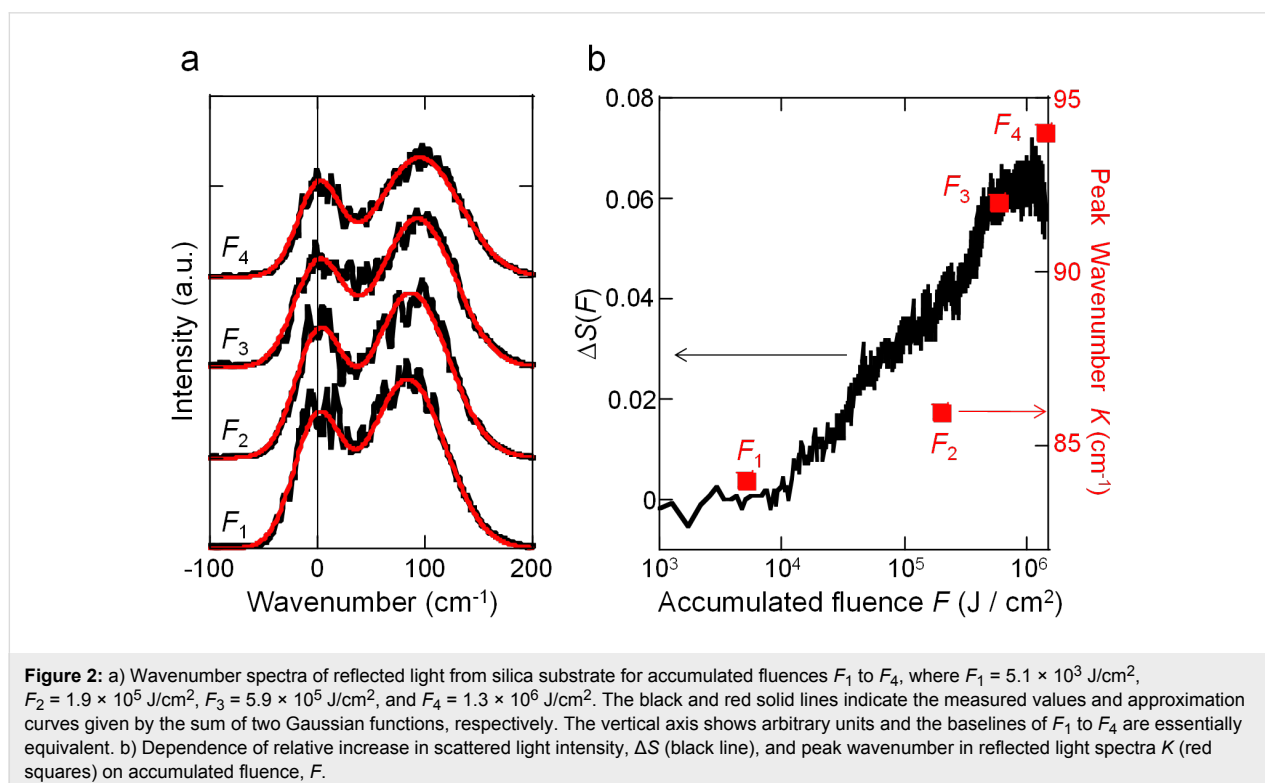 a
F4
F3
F2
F1
Intensity (a.u.)
-100 0 100 200
Wavenumber (cm-1)
b
0.08
0.06
0.04
0.02
0
ΔS(F)
F1
F2
F3
F4
95
90
85
Peak Wavenumber K (cm-1)
10^3 10^4 10^5 10^6
Accumulated fluence F (J / cm2)
Figure 2: a) Wavenumber spectra of reflected light from silica substrate for accumulated fluences F1 to F4, where F1 = 5.1 × 10^3 J/cm2,
F2 = 1.9 × 10^5 J/cm2, F3 = 5.9 × 10^5 J/cm2, and F4 = 1.3 × 10^6 J/cm2. The black and red solid lines indicate the measured values and approximation
curves given by the sum of two Gaussian functions, respectively. The vertical axis shows arbitrary units and the baselines of F1 to F4 are essentially
equivalent. b) Dependence of relative increase in scattered light intensity, ΔS (black line), and peak wavenumber in reflected light spectra K (red
squares) on accumulated fluence, F.